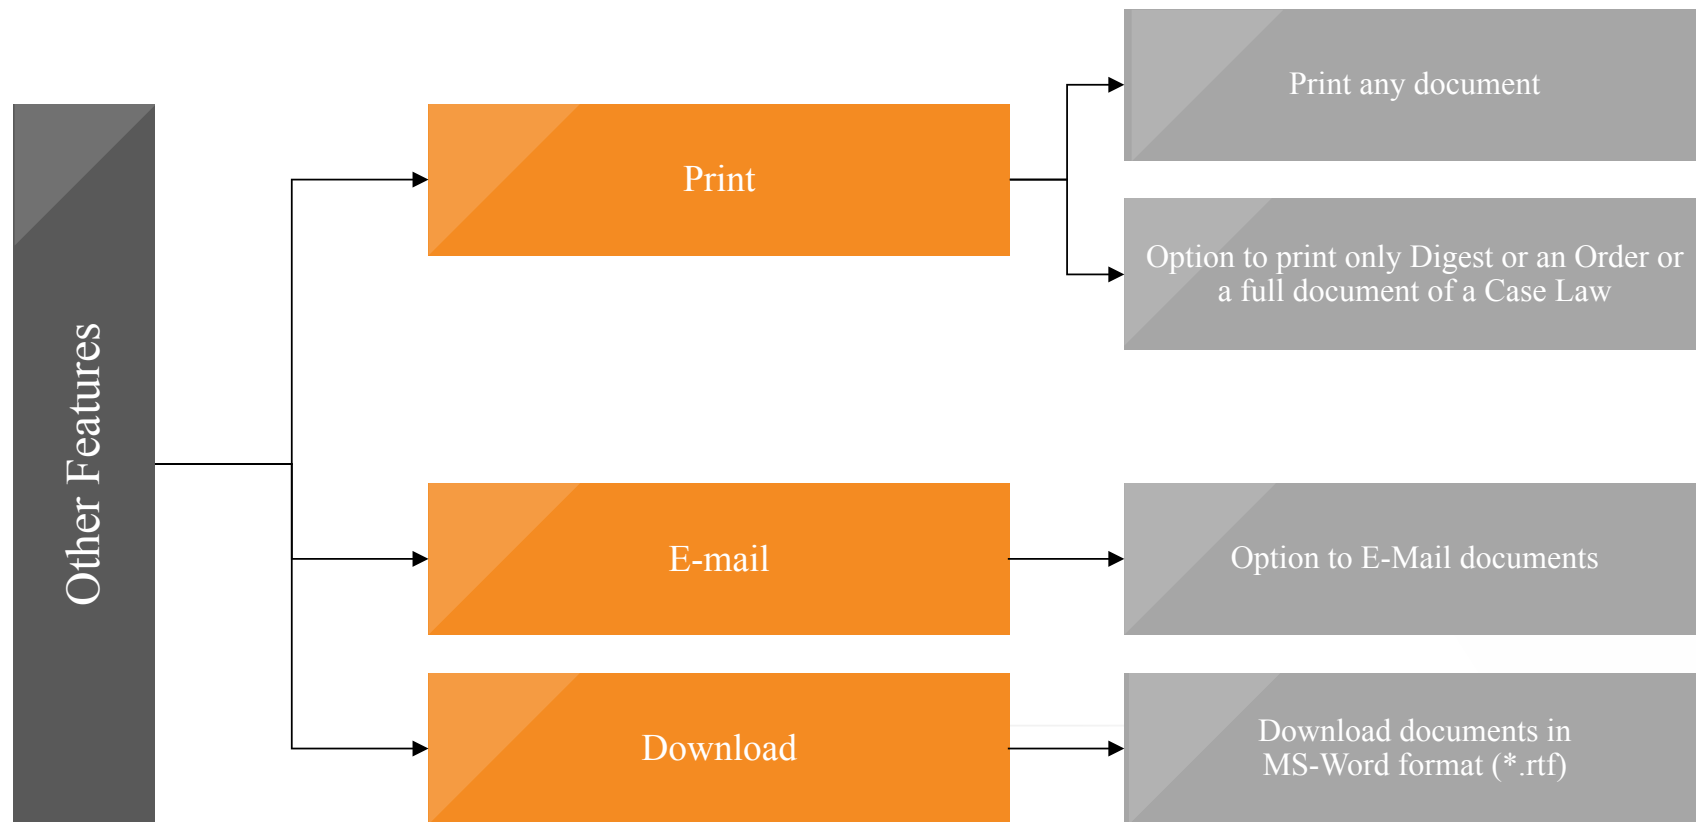 Other Features
Print
Print any document
Option to print only Digest or an Order or
a full document of a Case Law
E-mail
Option to E-Mail documents
Download
Download documents in
MS-Word format (*.rtf)